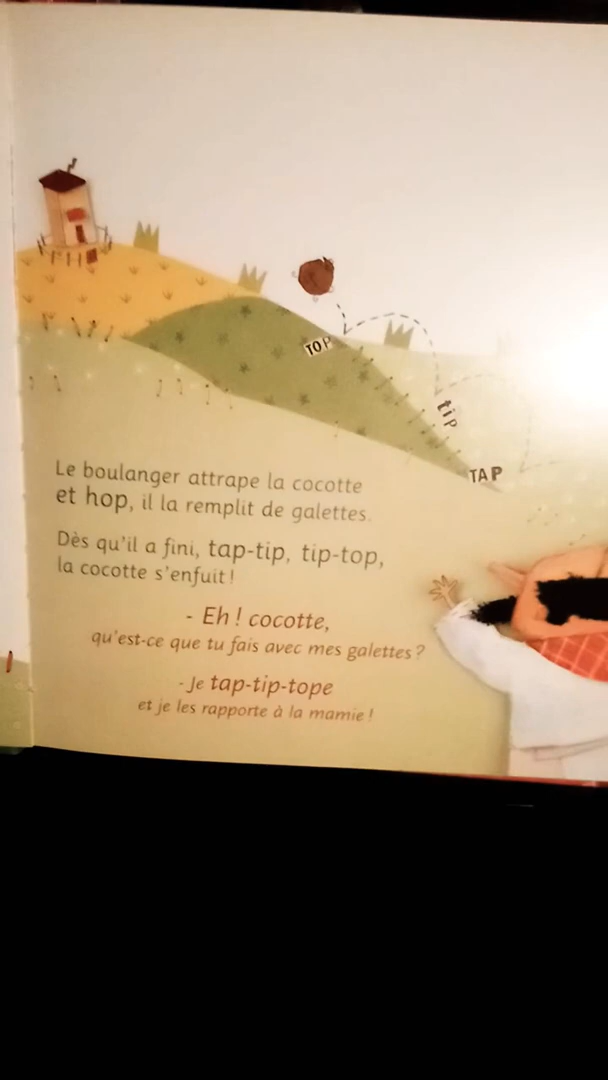 TOP
tip
TAP
Le boulanger attrape la cocotte
et hop, il la remplit de galettes.
Dès qu'il a fini, tap-tip, tip-top,
la cocotte s'enfuit !
- Eh ! cocotte,
qu'est-ce que tu fais avec mes galettes ?
- Je tap-tip-tope
et je les rapporte à la mamie !